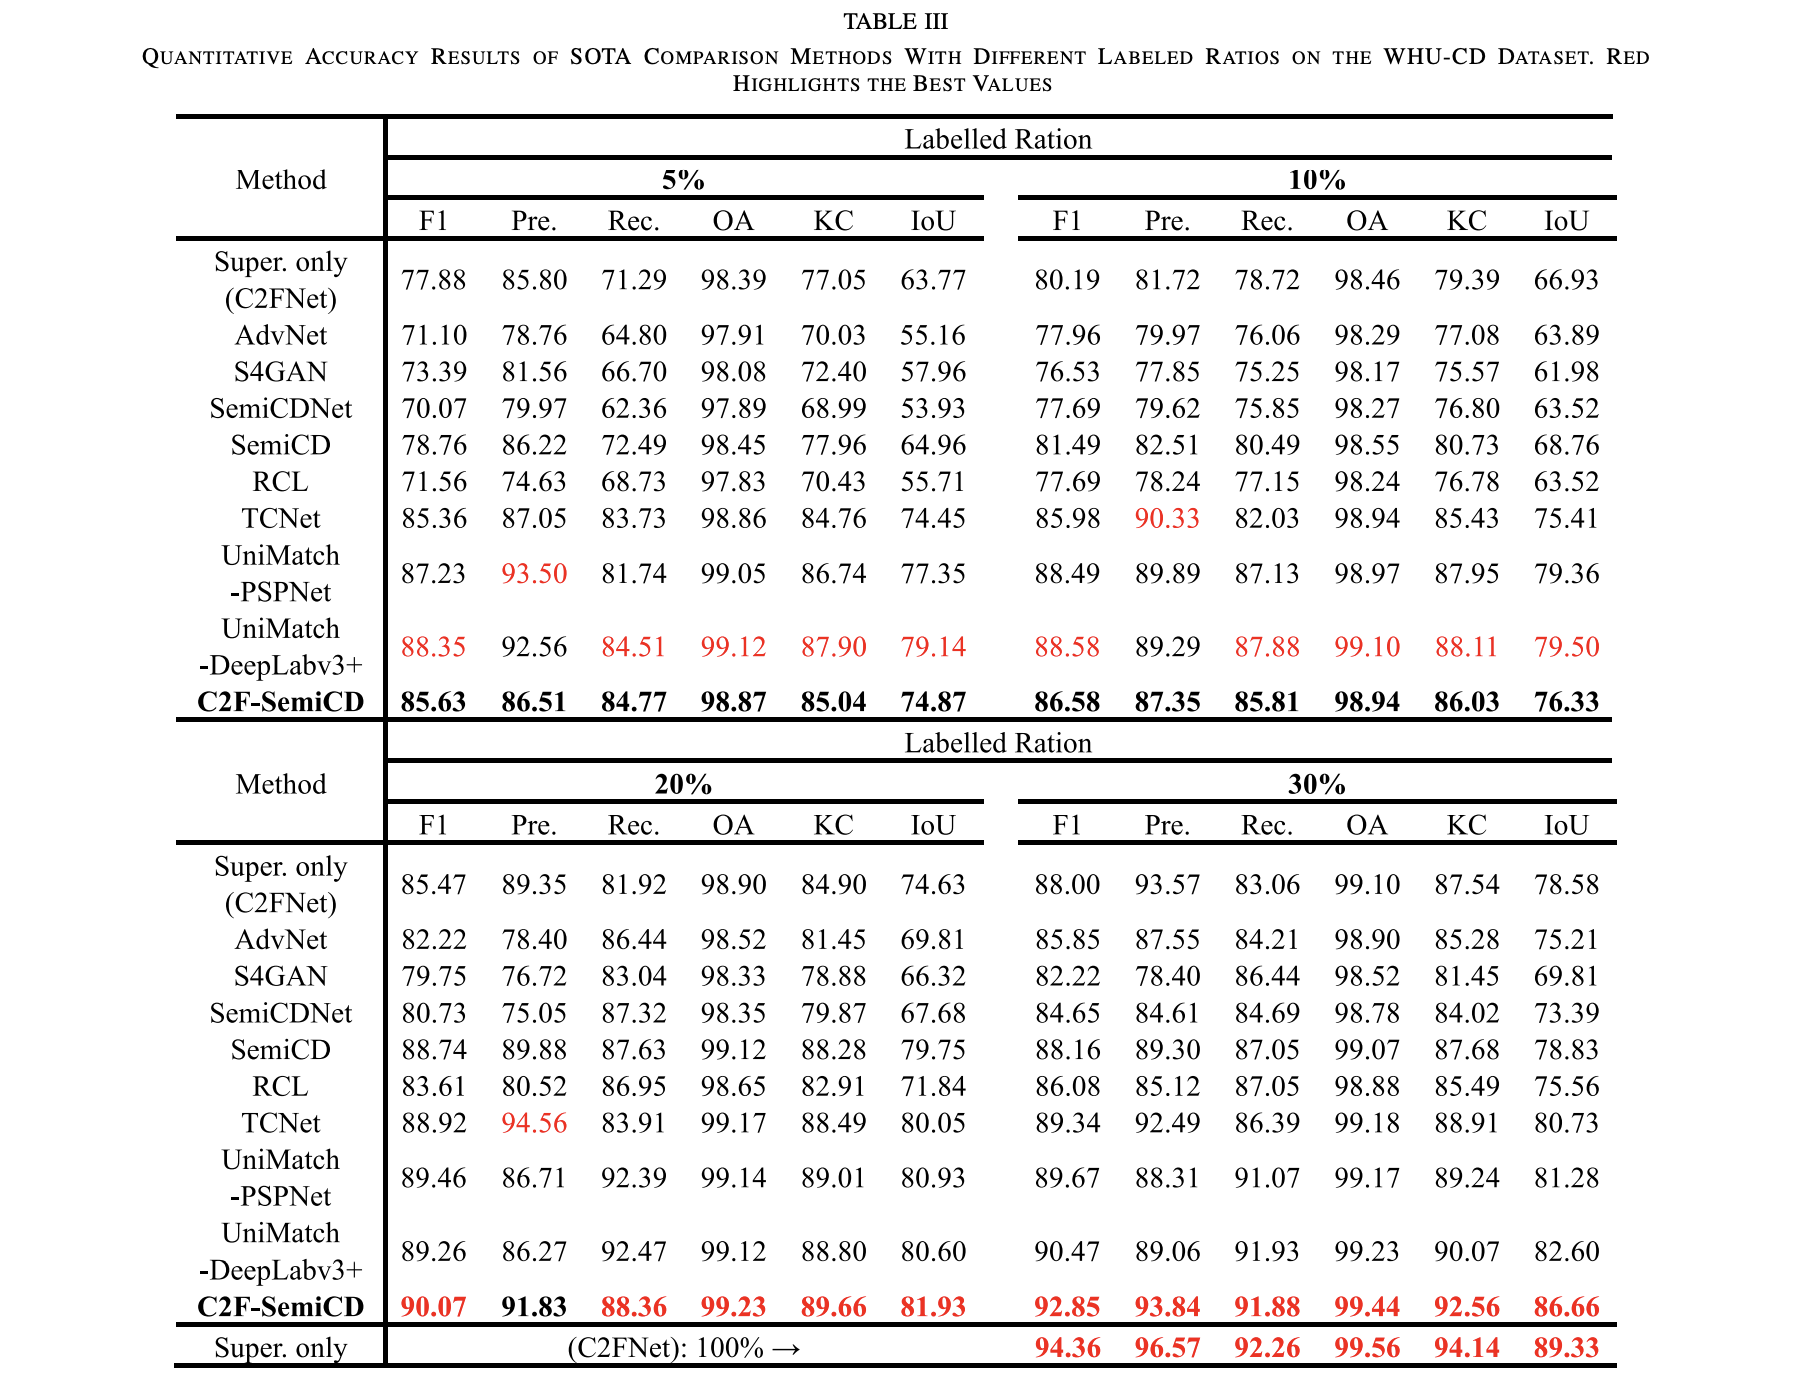 TABLE III
QUANTITATIVE ACCURACY RESULTS OF SOTA COMPARISON METHODS WITH DIFFERENT LABELED RATIOS ON THE WHU-CD DATASET. RED
HIGHLIGHTS THE BEST VALUES
Labelled Ration
Method 5% 10%
F1 Pre. Rec. OA KC IoU F1 Pre. Rec. OA KC IoU
Super. only
(C2FNet) 77.88 85.80 71.29 98.39 77.05 63.77 80.19 81.72 78.72 98.46 79.39 66.93
AdvNet 71.10 78.76 64.80 97.91 70.03 55.16 77.96 79.97 76.06 98.29 77.08 63.89
S4GAN 73.39 81.56 66.70 98.08 72.40 57.96 76.53 77.85 75.25 98.17 75.57 61.98
SemiCDNet 70.07 79.97 62.36 97.89 68.99 53.93 77.69 79.62 75.85 98.27 76.80 63.52
SemiCD 78.76 86.22 72.49 98.45 77.96 64.96 81.49 82.51 80.49 98.55 80.73 68.76
RCL 71.56 74.63 68.73 97.83 70.43 55.71 77.69 78.24 77.15 98.24 76.78 63.52
TCNet 85.36 87.05 83.73 98.86 84.76 74.45 85.98 90.33 82.03 98.94 85.43 75.41
UniMatch
-PSPNet 87.23 93.50 81.74 99.05 86.74 77.35 88.49 89.89 87.13 98.97 87.95 79.36
UniMatch
-DeepLabv3+ 88.35 92.56 84.51 99.12 87.90 79.14 88.58 89.29 87.88 99.10 88.11 79.50
C2F-SemiCD 85.63 86.51 84.77 98.87 85.04 74.87 86.58 87.35 85.81 98.94 86.03 76.33
Labelled Ration
Method 20% 30%
F1 Pre. Rec. OA KC IoU F1 Pre. Rec. OA KC IoU
Super. only
(C2FNet) 85.47 89.35 81.92 98.90 84.90 74.63 88.00 93.57 83.06 99.10 87.54 78.58
AdvNet 82.22 78.40 86.44 98.52 81.45 69.81 85.85 87.55 84.21 98.90 85.28 75.21
S4GAN 79.75 76.72 83.04 98.33 78.88 66.32 82.22 78.40 86.44 98.52 81.45 69.81
SemiCDNet 80.73 75.05 87.32 98.35 79.87 67.68 84.65 84.61 84.69 98.78 84.02 73.39
SemiCD 88.74 89.88 87.63 99.12 88.28 79.75 88.16 89.30 87.05 99.07 87.68 78.83
RCL 83.61 80.52 86.95 98.65 82.91 71.84 86.08 85.12 87.05 98.88 85.49 75.56
TCNet 88.92 94.56 83.91 99.17 88.49 80.05 89.34 92.49 86.39 99.18 88.91 80.73
UniMatch
-PSPNet 89.46 86.71 92.39 99.14 89.01 80.93 89.67 88.31 91.07 99.17 89.24 81.28
UniMatch
-DeepLabv3+ 89.26 86.27 92.47 99.12 88.80 80.60 90.47 89.06 91.93 99.23 90.07 82.60
C2F-SemiCD 90.07 91.83 88.36 99.23 89.66 81.93 92.85 93.84 91.88 99.44 92.56 86.66
Super. only (C2FNet): 100% → 94.36 96.57 92.26 99.56 94.14 89.33